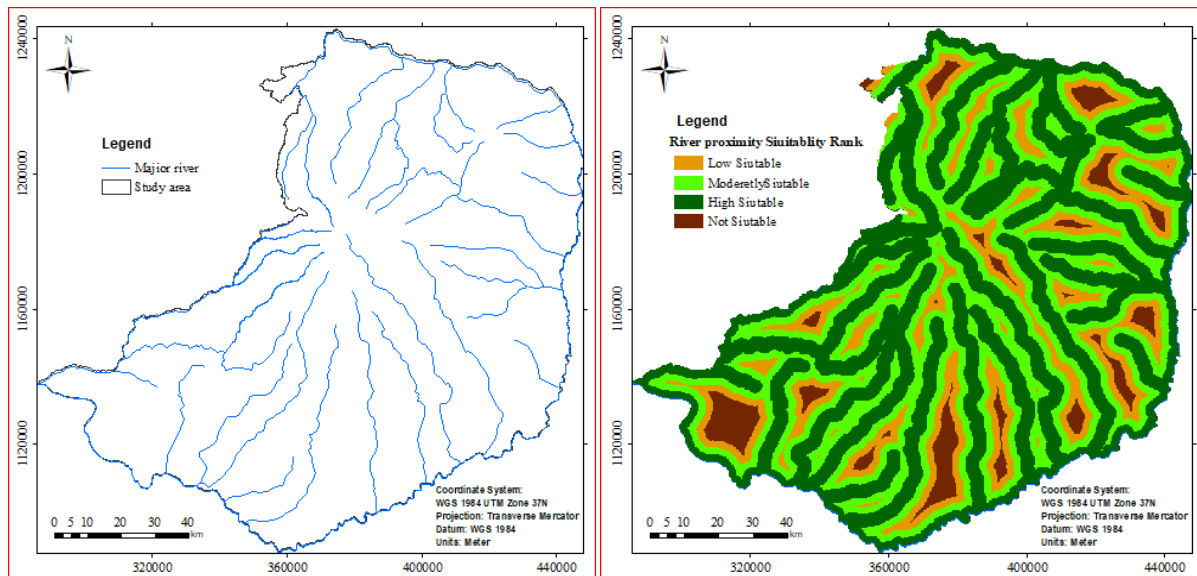 N
Legend
Majior river
Study area
1240000
1200000
1160000
1120000
Coordinate System:
WGS 1984 UTM Zone 37N
Projection: Transverse Mercator
Datum: WGS 1984
Units: Meter
0 5 10 20 30 40
km
320000 360000 400000 440000
N
Legend
River proximity Siuitablity Rank
Low Siutable
ModeretlySiutable
High Siutable
Not Siutable
1240000
1200000
1160000
1120000
Coordinate System:
WGS 1984 UTM Zone 37N
Projection: Transverse Mercator
Datum: WGS 1984
Units: Meter
0 5 10 20 30 40
km
320000 360000 400000 440000